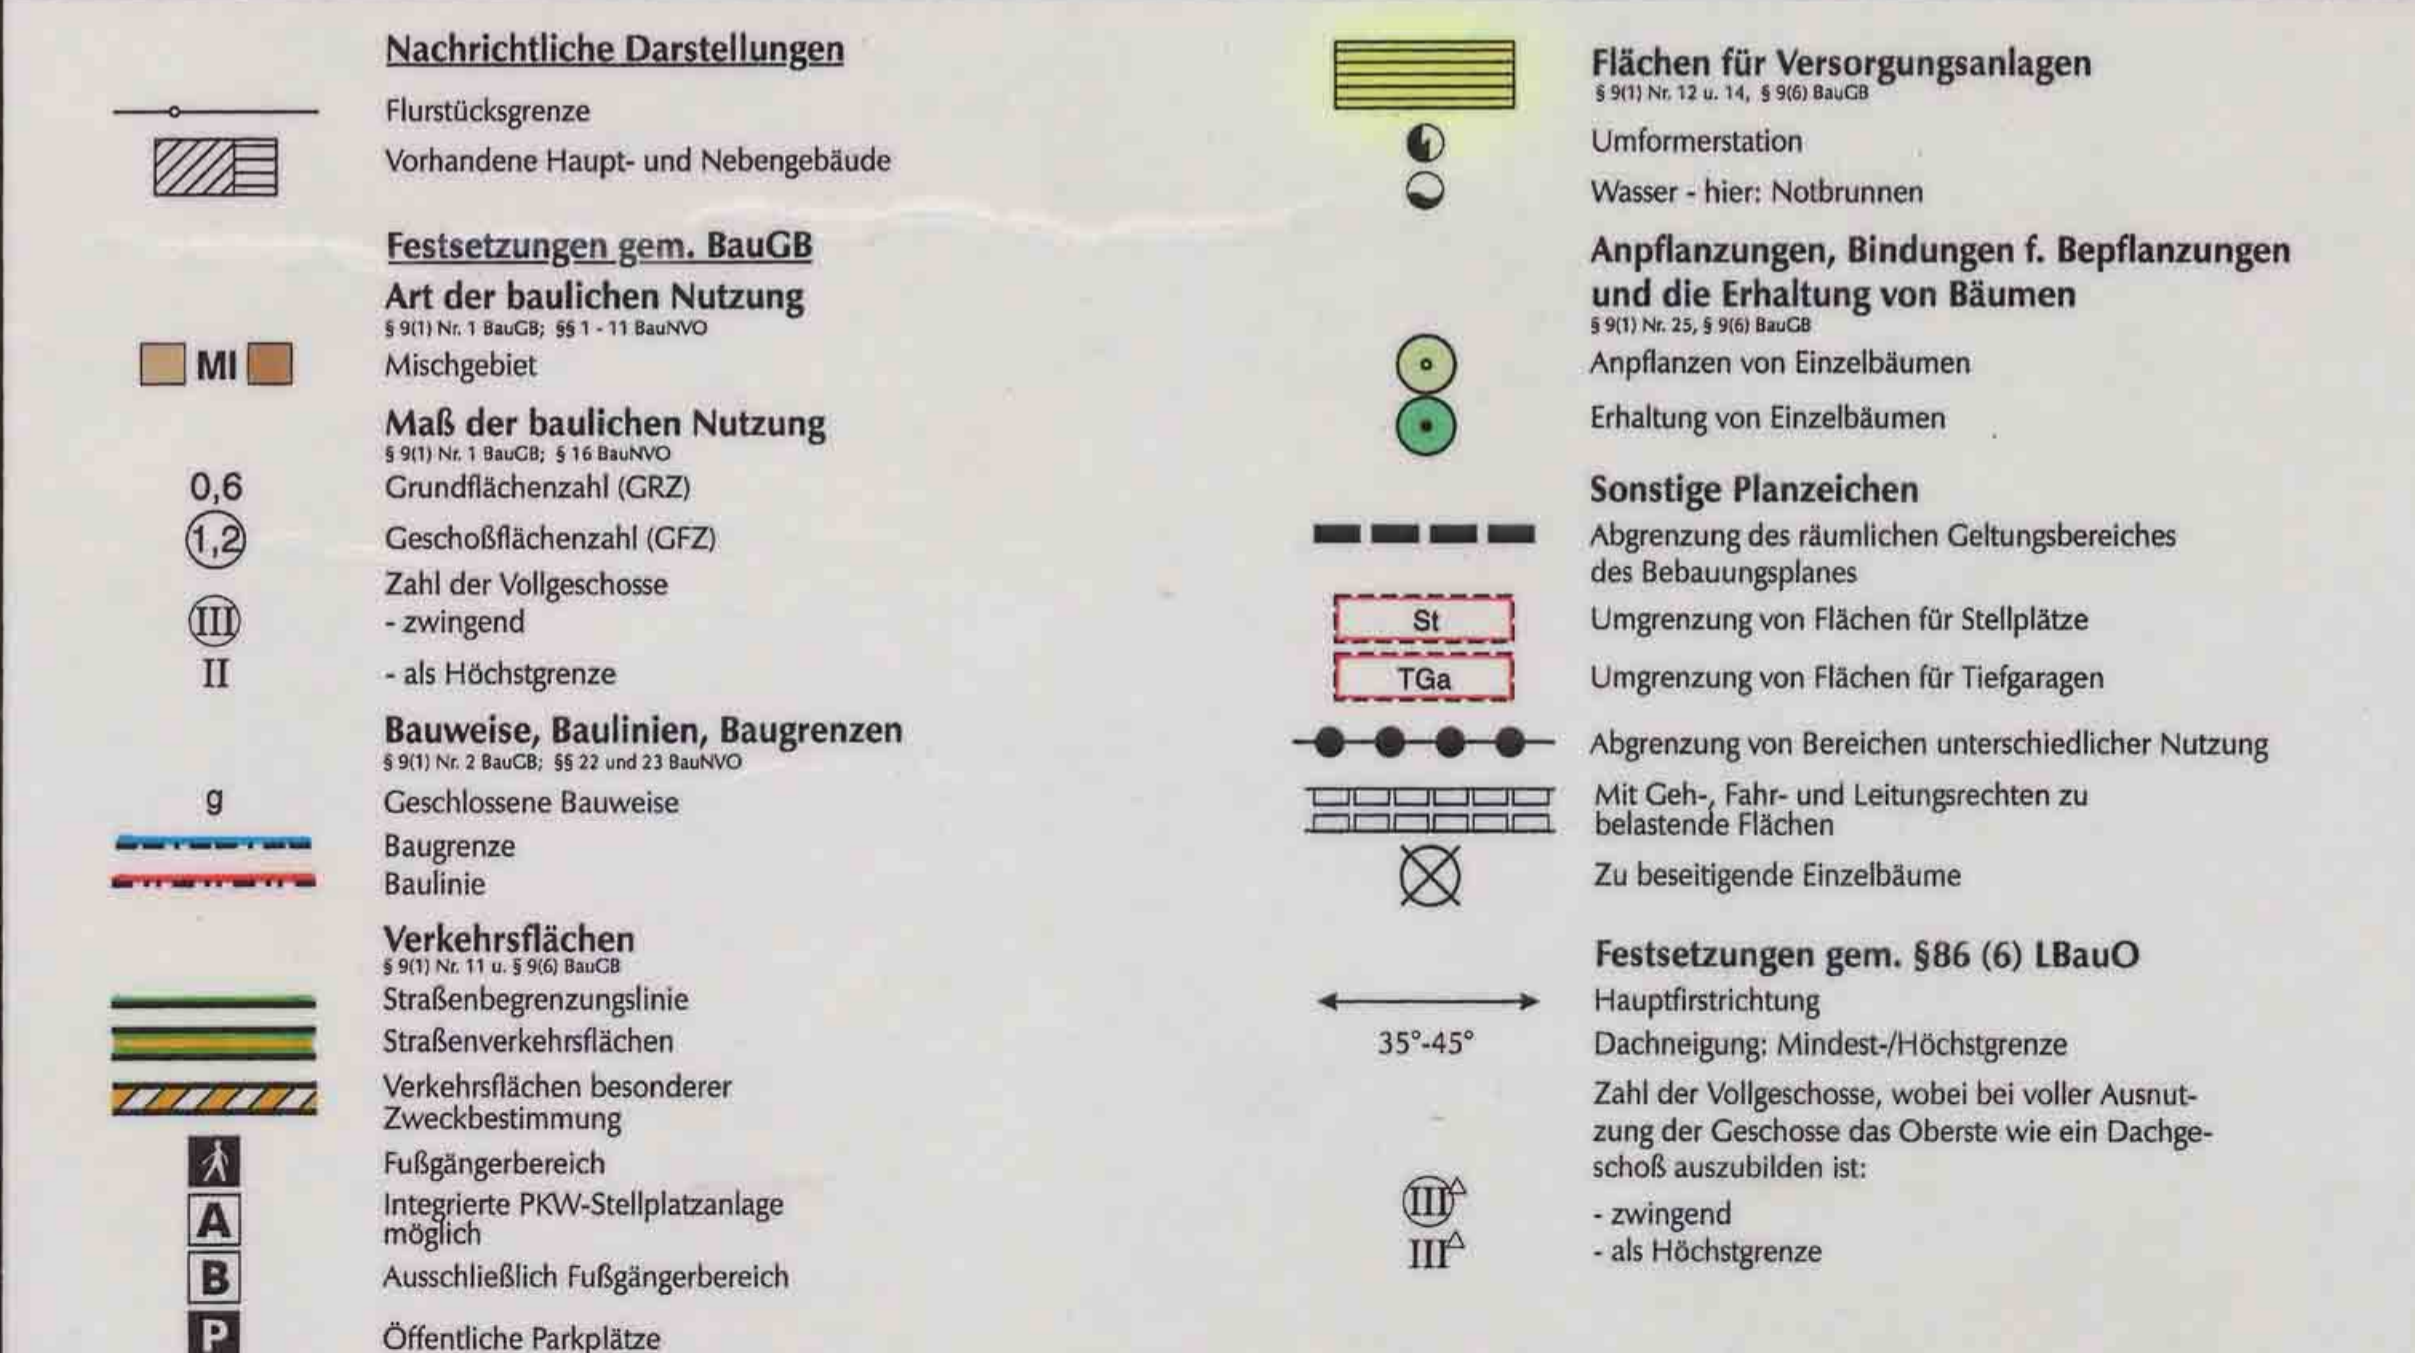 Nachrichtliche Darstellungen
Flurstücksgrenze
Vorhandene Haupt- und Nebengebäude
Festsetzungen gem. BauGB
Art der baulichen Nutzung
§ 9(1) Nr. 1 BauGB; §§ 1 - 11 BauNVO
MI Mischgebiet
Maß der baulichen Nutzung
§ 9(1) Nr. 1 BauGB; § 16 BauNVO
0,6 Grundflächenzahl (GRZ)
1,2 Geschoßflächenzahl (GFZ)
Zahl der Vollgeschosse
III - zwingend
II - als Höchstgrenze
Bauweise, Baulinien, Baugrenzen
§ 9(1) Nr. 2 BauGB; §§ 22 und 23 BauNVO
g Geschlossene Bauweise
Baugrenze
Baulinie
Verkehrsflächen
§ 9(1) Nr. 11 u. § 9(6) BauGB
Straßenbegrenzungslinie
Straßenverkehrsflächen
Verkehrsflächen besonderer
Zweckbestimmung
Fußgängerbereich
A Integrierte PKW-Stellplatzanlage
möglich
B Ausschließlich Fußgängerbereich
P Öffentliche Parkplätze
Flächen für Versorgungsanlagen
§ 9(1) Nr. 12 u. 14, § 9(6) BauGB
Umformerstation
Wasser - hier: Notbrunnen
Anpflanzungen, Bindungen f. Bepflanzungen
und die Erhaltung von Bäumen
§ 9(1) Nr. 25, § 9(6) BauGB
Anpflanzen von Einzelbäumen
Erhaltung von Einzelbäumen
Sonstige Planzeichen
Abgrenzung des räumlichen Geltungsbereiches
des Bebauungsplanes
St Umgrenzung von Flächen für Stellplätze
TGa Umgrenzung von Flächen für Tiefgaragen
Abgrenzung von Bereichen unterschiedlicher Nutzung
Mit Geh-, Fahr- und Leitungsrechten zu
belastende Flächen
Zu beseitigende Einzelbäume
Festsetzungen gem. §86 (6) LBauO
Hauptfirstrichtung
35°-45° Dachneigung: Mindest-/Höchstgrenze
Zahl der Vollgeschosse, wobei bei voller Ausnut-
zung der Geschosse das Oberste wie ein Dachge-
schoß auszubilden ist:
III△ - zwingend
III△ - als Höchstgrenze